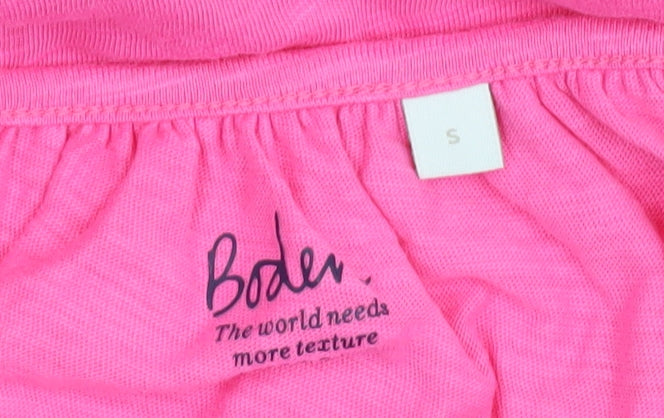 S
Boden.
The world needs
more texture